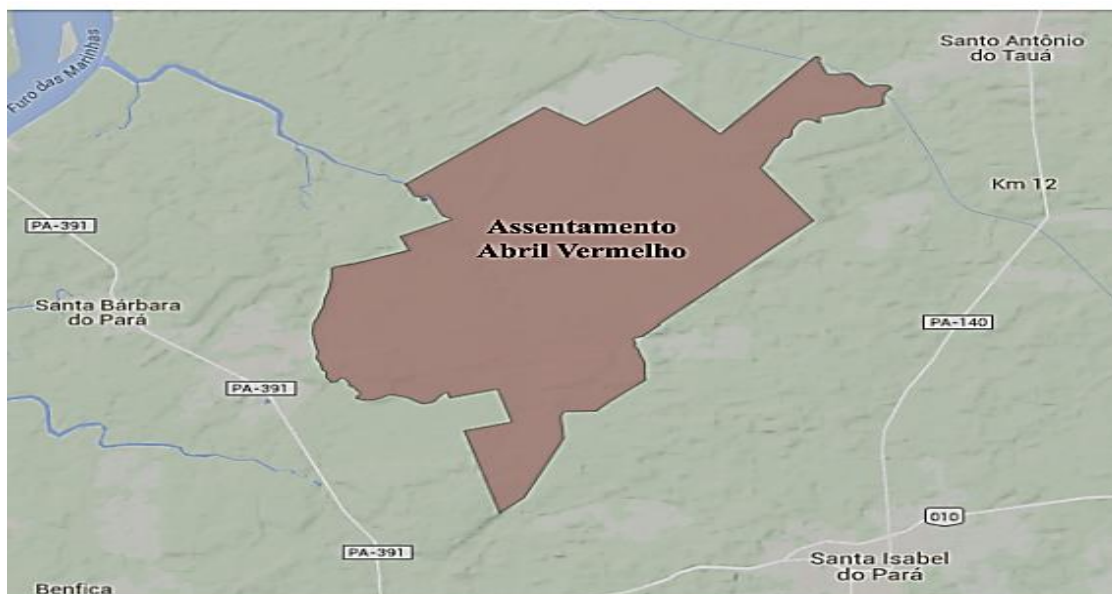 Furo das Marinhas
Santo Antônio
do Tauá
Km 12
PA-391
Assentamento
Abril Vermelho
Santa Bárbara
do Pará
PA-140
PA-391
010
PA-391
Santa Isabel
do Pará
Benfica